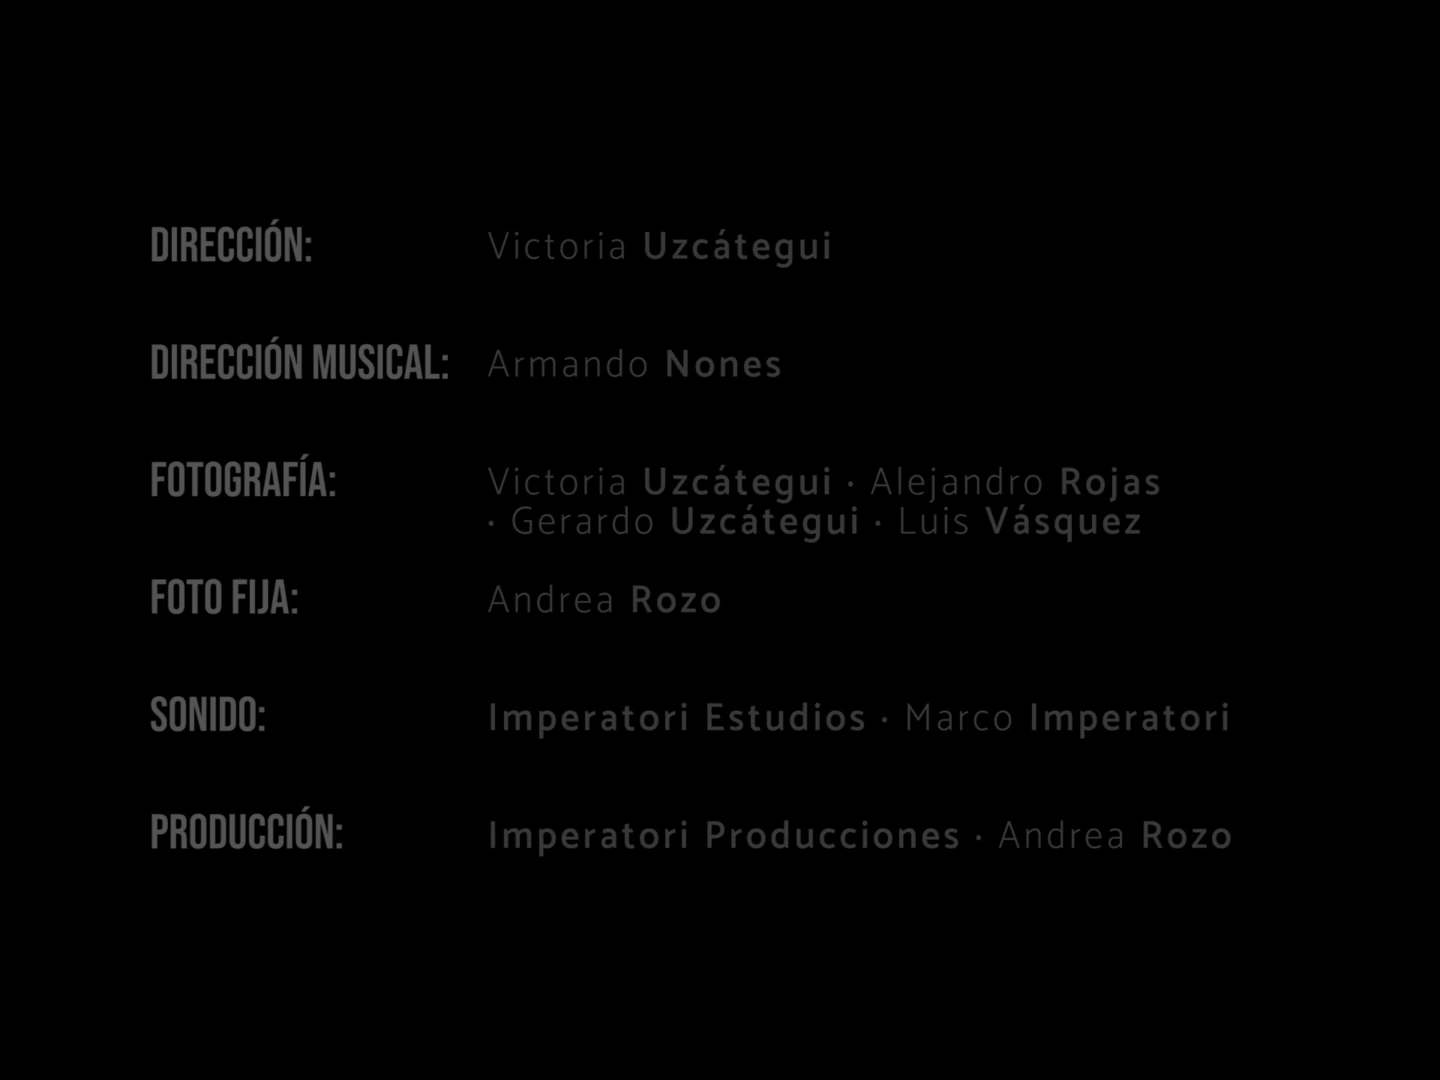 DIRECCIÓN: Victoria Uzcátegui
DIRECCIÓN MUSICAL: Armando Nones
FOTOGRAFÍA: Victoria Uzcátegui · Alejandro Rojas
· Gerardo Uzcátegui · Luis Vásquez
FOTO FIJA: Andrea Rozo
SONIDO: Imperatori Estudios · Marco Imperatori
PRODUCCIÓN: Imperatori Producciones · Andrea Rozo